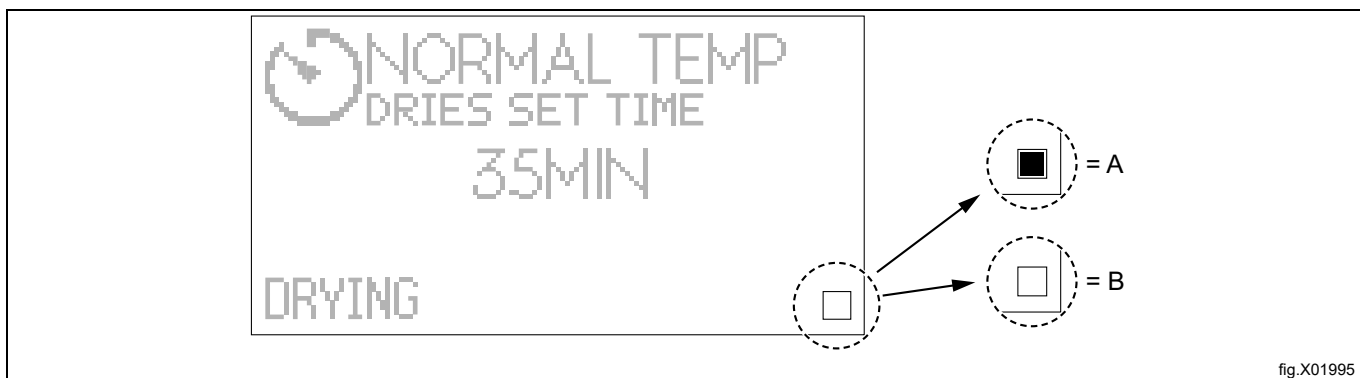 NORMAL TEMP
DRIES SET TIME
35MIN
DRYING
= A
= B
fig.X01995